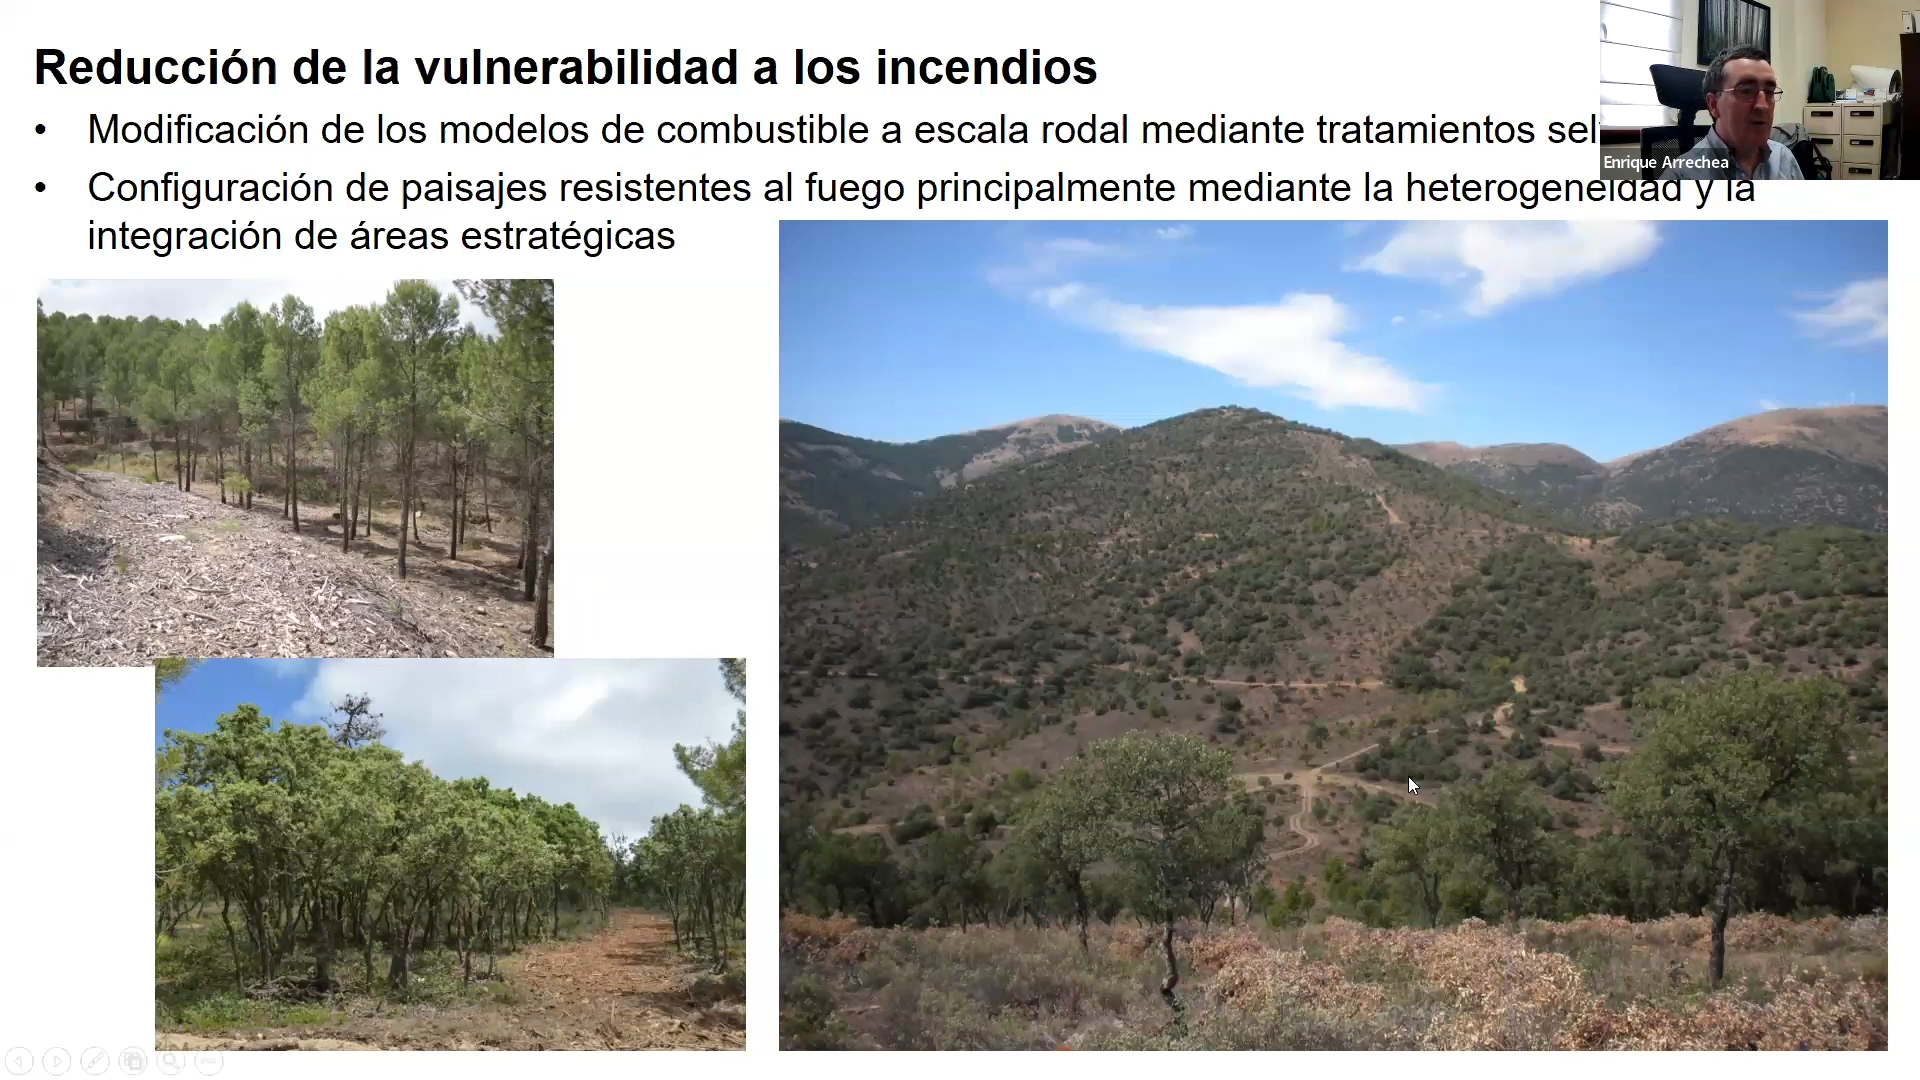 Reducción de la vulnerabilidad a los incendios
• Modificación de los modelos de combustible a escala rodal mediante tratamientos
• Configuración de paisajes resistentes al fuego principalmente mediante la heterogeneidad y la
integración de áreas estratégicas
Enrique Arrechea